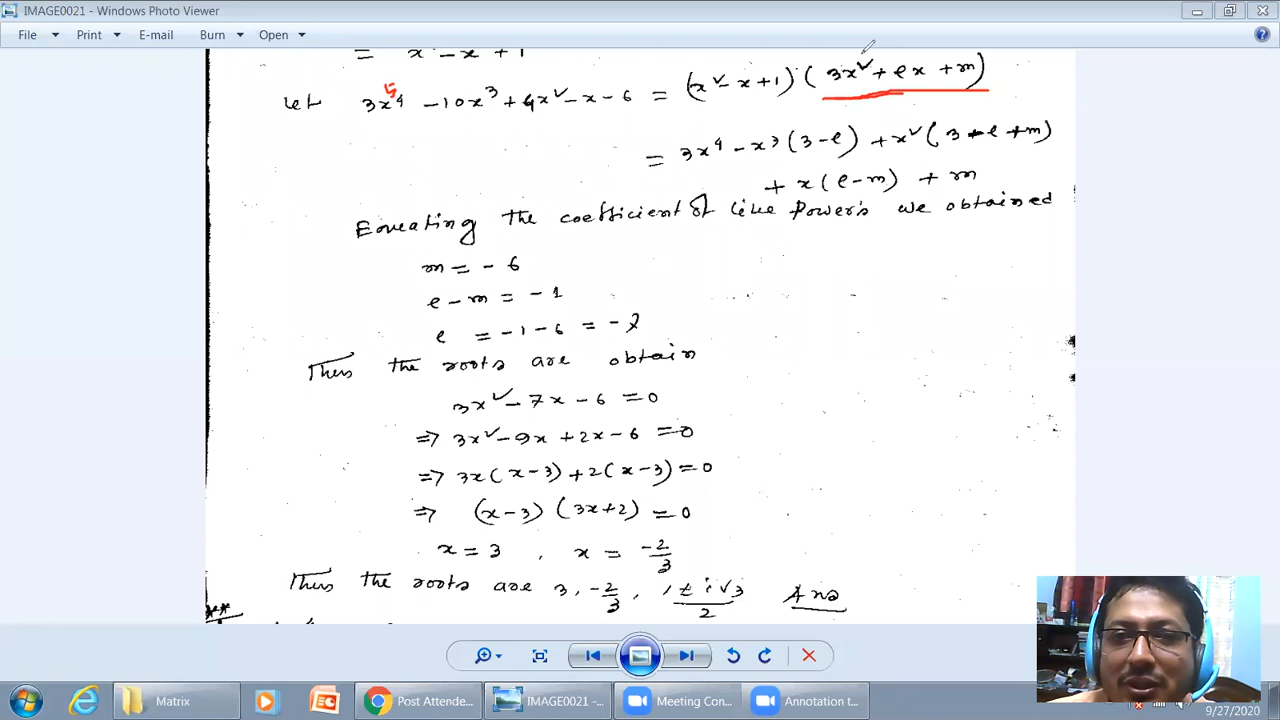 IMAGE0021 - Windows Photo Viewer
File Print E-mail Burn Open
= x² - x + 1
Let 3x⁴ - 10x³ + 4x² - x - 6 = (x² - x + 1) (3x² + ex + m)
5
= 3x⁴ - x³(3-e) + x²(3-e+m)
+ x(e-m) + m
Equating the coefficient of like Powers we obtained
m = - 6
e - m = - 1
e = -1 - 6 = - 7
Thus the roots are obtain
3x² - 7x - 6 = 0
⇒ 3x² - 9x + 2x - 6 = 0
⇒ 3x(x-3) + 2(x-3) = 0
⇒ (x-3) (3x+2) = 0
x = 3 , x = -2/3
Thus the roots are 3, -2/3, (1 ± i√3)/2 Ans
**
Matrix
Post Attende...
IMAGE0021 -...
Meeting Con...
Annotation t...
9/27/2020